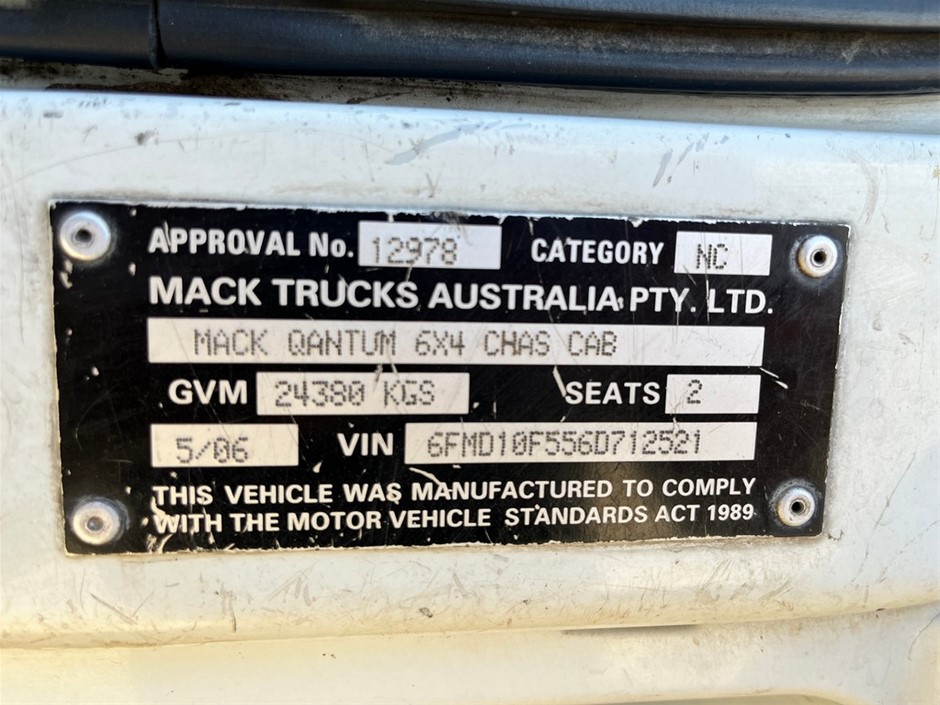 APPROVAL No. 12978 CATEGORY NC
MACK TRUCKS AUSTRALIA PTY. LTD.
MACK QANTUM 6X4 CHAS CAB
GVM 24380 KGS SEATS 2
5/06 VIN 6FMD10F556D712521
THIS VEHICLE WAS MANUFACTURED TO COMPLY
WITH THE MOTOR VEHICLE STANDARDS ACT 1989